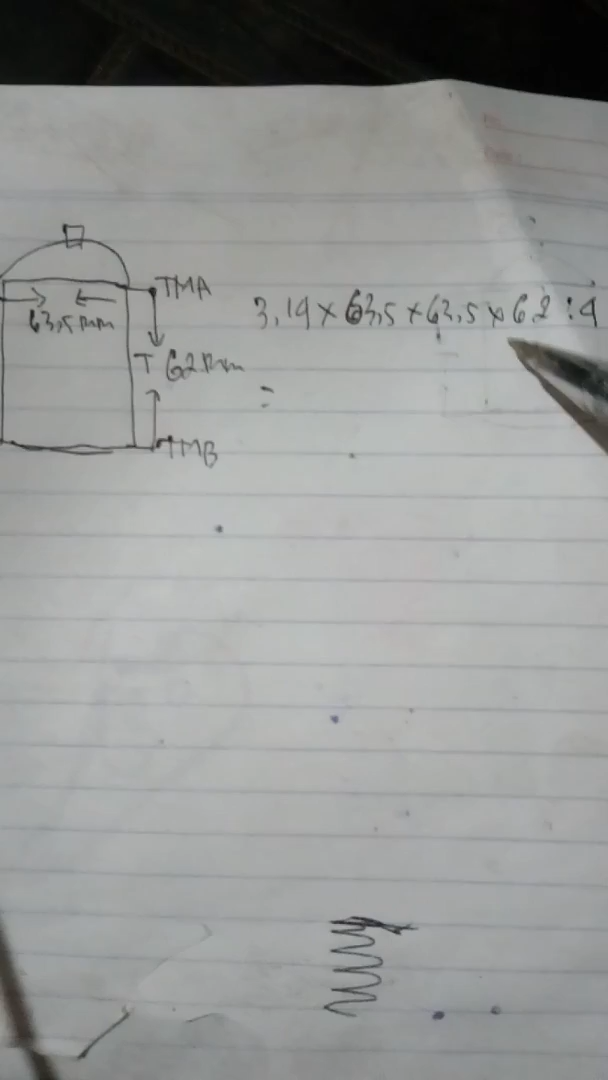 TMA
63,5 mm
3,14 x 63,5 x 63,5 x 62 : 4
T 62 mm
=
TMB